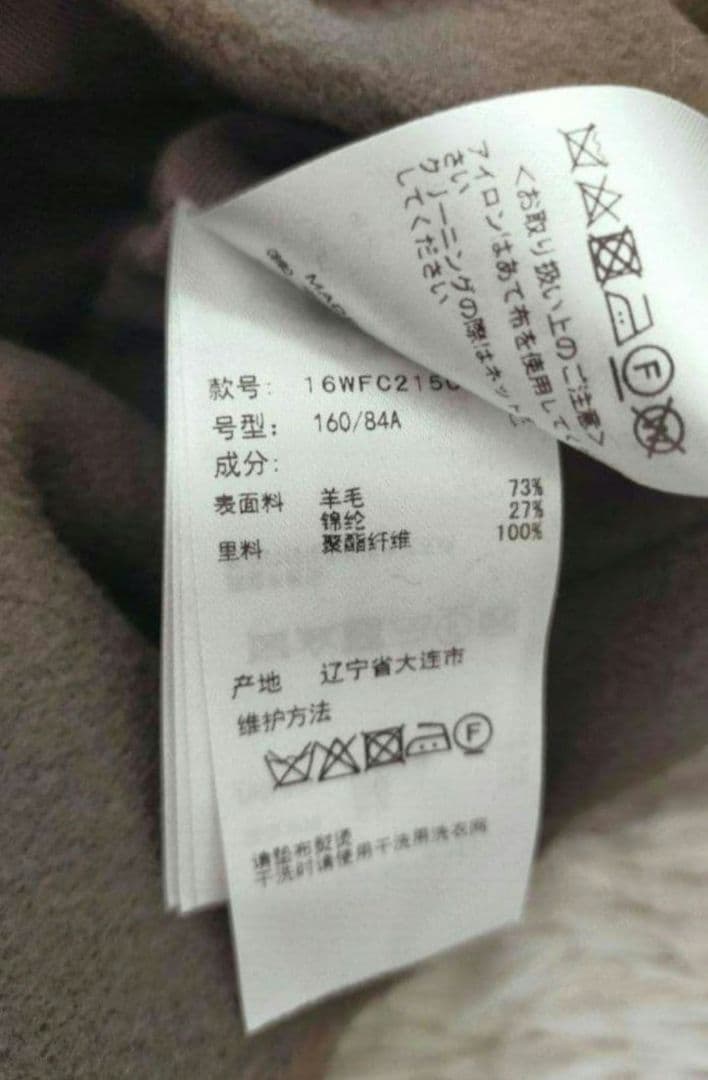 <お取り扱い上のご注意>
アイロンはあて布を使用して
さい
クリーニングの際はネット
してください
款号: 16WFC215
号型: 160/84A
成分:
表面料 羊毛 73%
锦纶 27%
里料 聚酯纤维 100%
产地 辽宁省大连市
维护方法
F
请垫布熨烫
干洗时请使用干洗用洗衣网